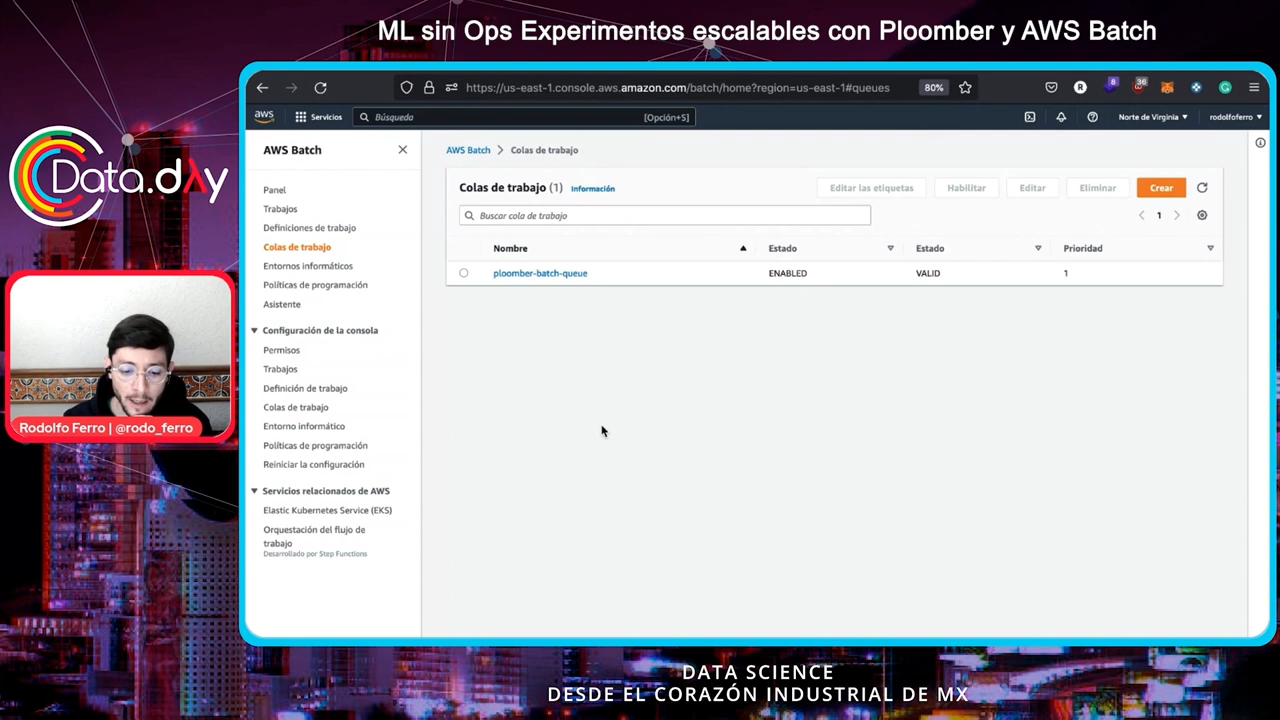 ML sin Ops Experimentos escalables con Ploomber y AWS Batch
Data.dAy
https://us-east-1.console.aws.amazon.com/batch/home?region=us-east-1#queues
80%
R
8
36
aws
Servicios
Búsqueda
[Opción+S]
Norte de Virginia
rodolfoferro
AWS Batch
Panel
Trabajos
Definiciones de trabajo
Colas de trabajo
Entornos informáticos
Políticas de programación
Asistente
Configuración de la consola
Permisos
Trabajos
Definición de trabajo
Colas de trabajo
Entorno informático
Políticas de programación
Reiniciar la configuración
Servicios relacionados de AWS
Elastic Kubernetes Service (EKS)
Orquestación del flujo de
trabajo
Desarrollado por Step Functions
AWS Batch > Colas de trabajo
Colas de trabajo (1) Información
Editar las etiquetas
Habilitar
Editar
Eliminar
Crear
Buscar cola de trabajo
1
Nombre Estado Estado Prioridad
ploomber-batch-queue ENABLED VALID 1
Rodolfo Ferro | @rodo_ferro
DATA SCIENCE
DESDE EL CORAZÓN INDUSTRIAL DE MX